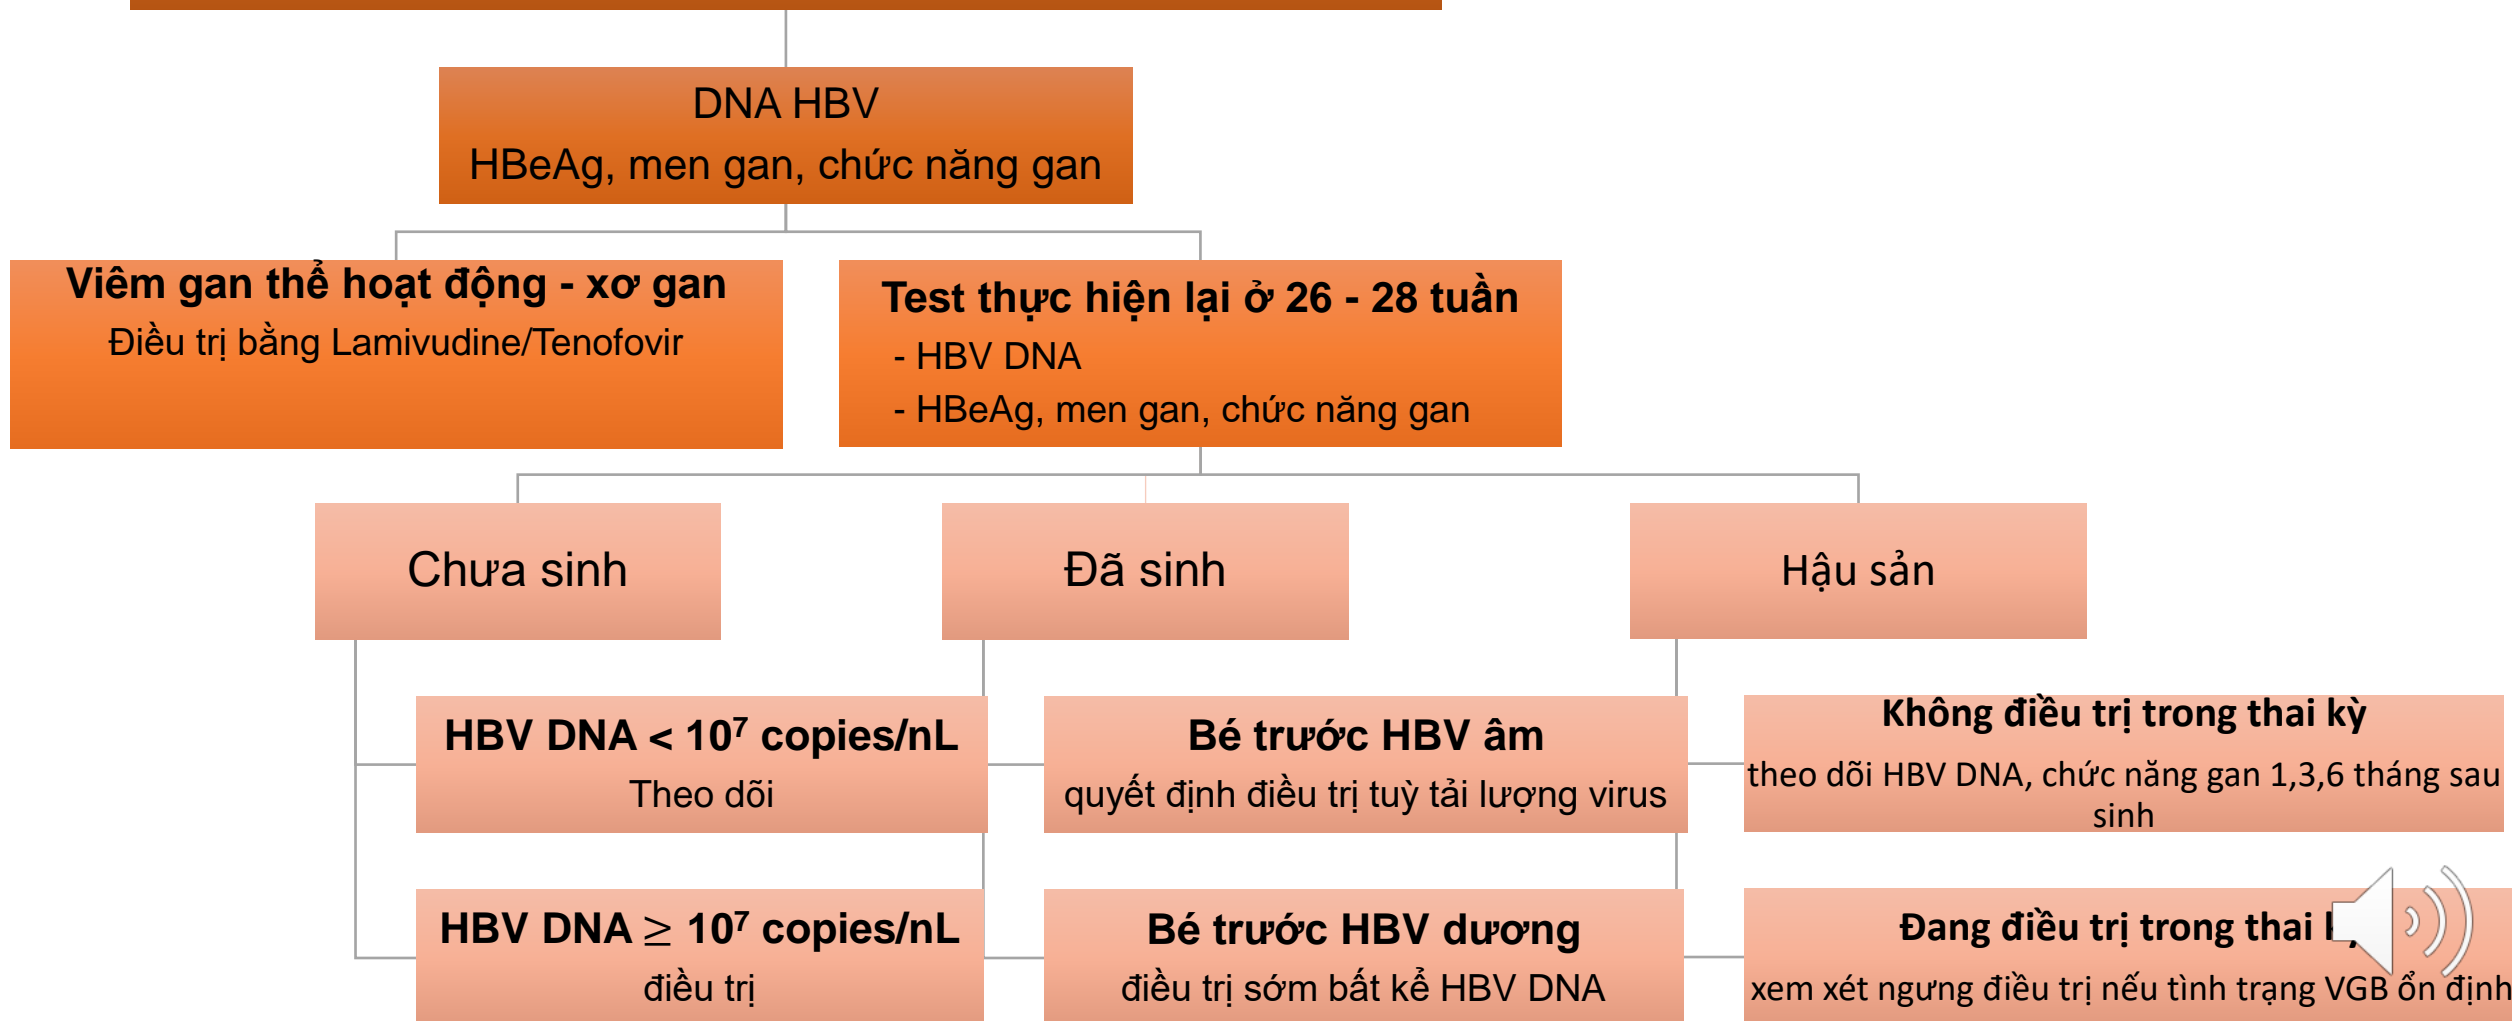 DNA HBV
HBeAg, men gan, chức năng gan
Viêm gan thể hoạt động - xơ gan
Điều trị bằng Lamivudine/Tenofovir
Test thực hiện lại ở 26 - 28 tuần
- HBV DNA
- HBeAg, men gan, chức năng gan
Chưa sinh
Đã sinh
Hậu sản
HBV DNA < 10⁷ copies/nL
Theo dõi
HBV DNA ≥ 10⁷ copies/nL
điều trị
Bé trước HBV âm
quyết định điều trị tuỳ tải lượng virus
Bé trước HBV dương
điều trị sớm bất kể HBV DNA
Không điều trị trong thai kỳ
theo dõi HBV DNA, chức năng gan 1,3,6 tháng sau
sinh
Đang điều trị trong thai
xem xét ngưng điều trị nếu tình trạng VGB ổn định